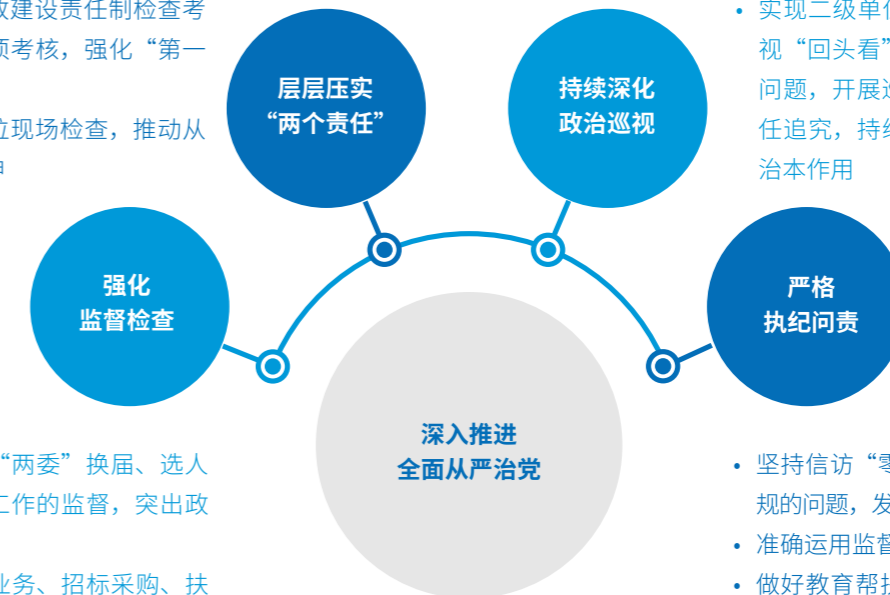 建设责任制检查考
考核，强化“第一
现场检查，推动从
层层压实
“两个责任”
持续深化
政治巡视
• 实现二级单
视“回头看”
问题，开展
任追究，持
治本作用
强化
监督检查
严格
执纪问责
深入推进
全面从严治党
“两委”换届、选人
工作的监督，突出政
业务、招标采购、扶
• 坚持信访“零
规的问题，发
• 准确运用监督
• 做好教育帮扶